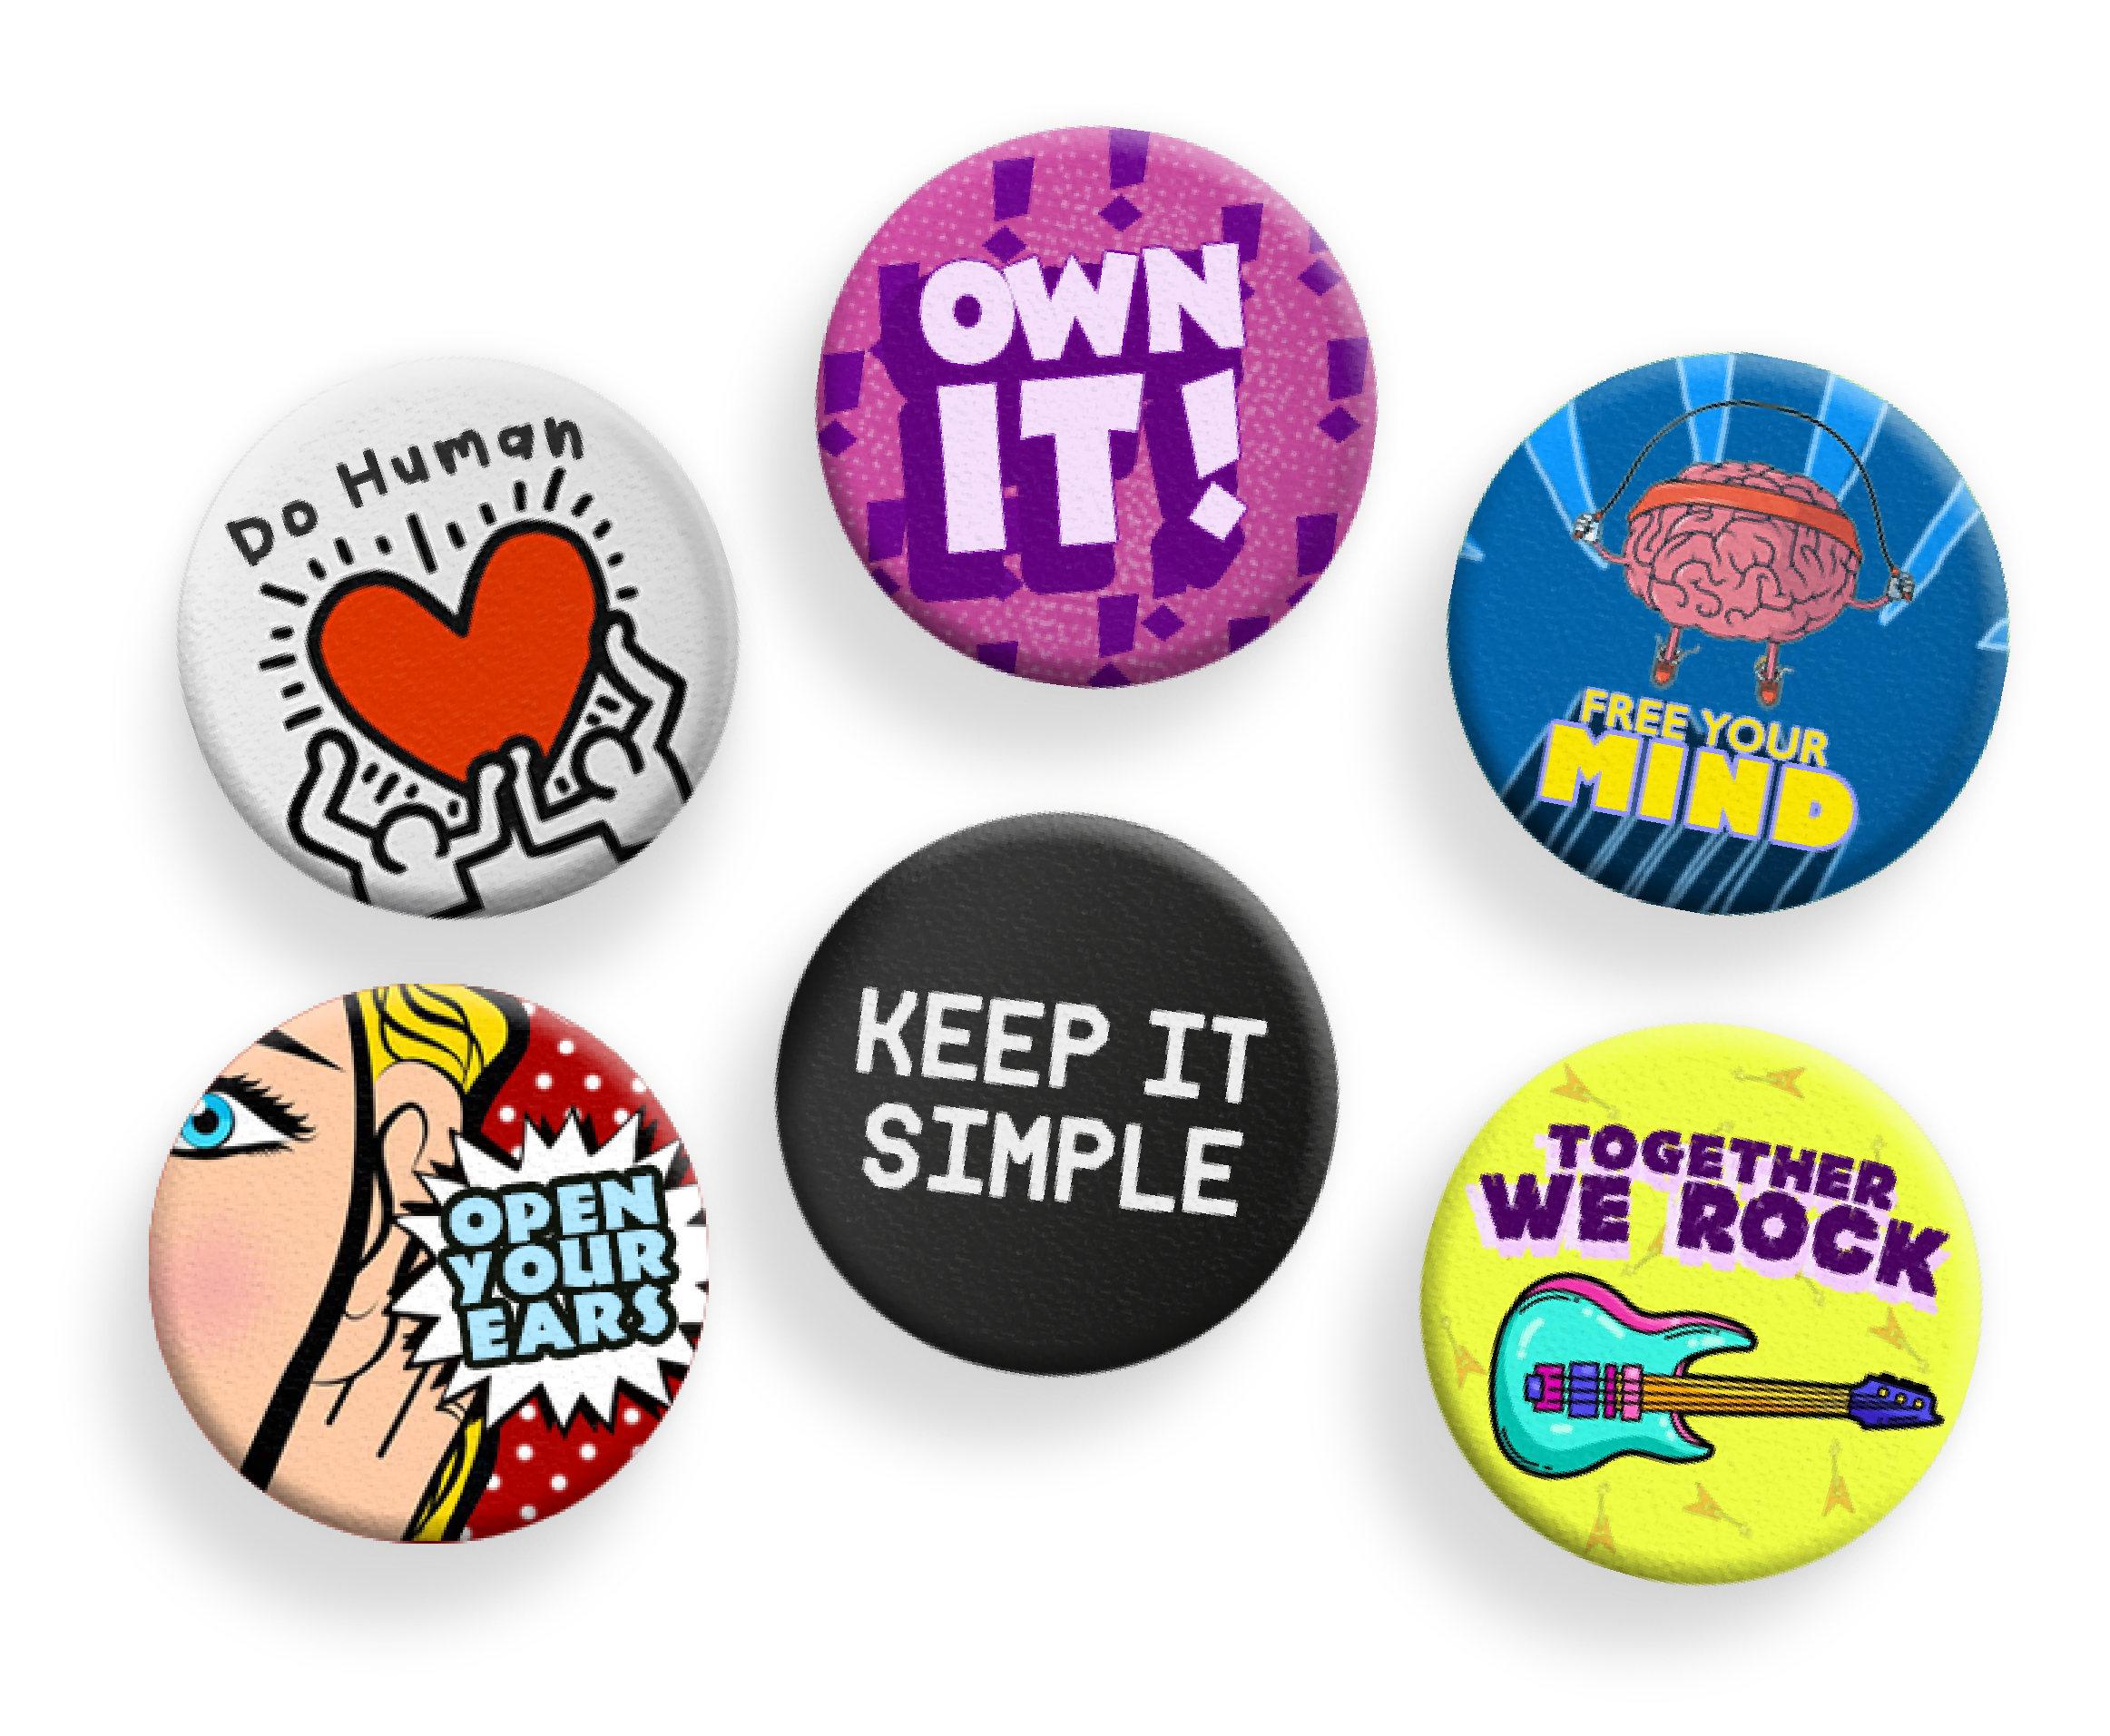 OWN
IT!
Do Human
FREE YOUR
MIND
KEEP IT
SIMPLE
OPEN
YOUR
EARS
TOGETHER
WE ROCK